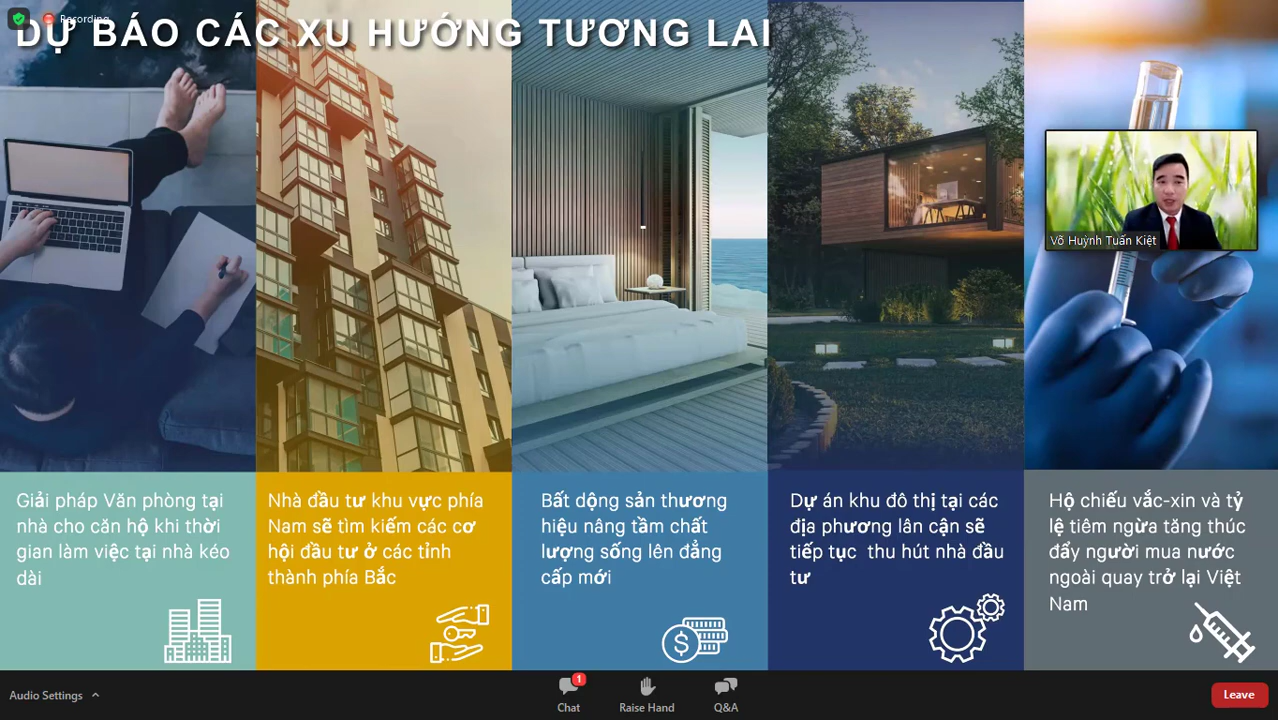 Recording
DỰ BÁO CÁC XU HƯỚNG TƯƠNG LAI
Võ Huỳnh Tuấn Kiệt
Giải pháp Văn phòng tại
nhà cho căn hộ khi thời
gian làm việc tại nhà kéo
dài
Nhà đầu tư khu vực phía
Nam sẽ tìm kiếm các cơ
hội đầu tư ở các tỉnh
thành phía Bắc
Bất dộng sản thương
hiệu nâng tầm chất
lượng sống lên đẳng
cấp mới
Dự án khu đô thị tại các
địa phương lân cận sẽ
tiếp tục thu hút nhà đầu
tư
Hộ chiếu vắc-xin và tỷ
lệ tiêm ngừa tăng thúc
đẩy người mua nước
ngoài quay trở lại Việt
Nam
Audio Settings
1
Chat
Raise Hand
Q&A
Leave